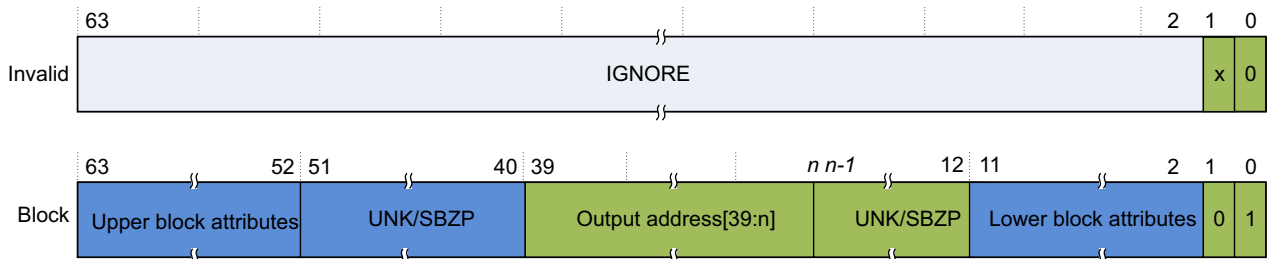 63 2 1 0
Invalid IGNORE x 0
63 52 51 40 39 n n-1 12 11 2 1 0
Block Upper block attributes UNK/SBZP Output address[39:n] UNK/SBZP Lower block attributes 0 1